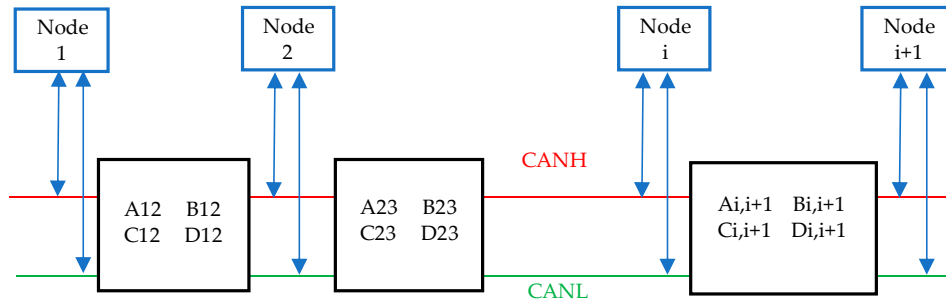 Node
1
Node
2
Node
i
Node
i+1
CANH
A12 B12
C12 D12
A23 B23
C23 D23
Ai,i+1 Bi,i+1
Ci,i+1 Di,i+1
CANL